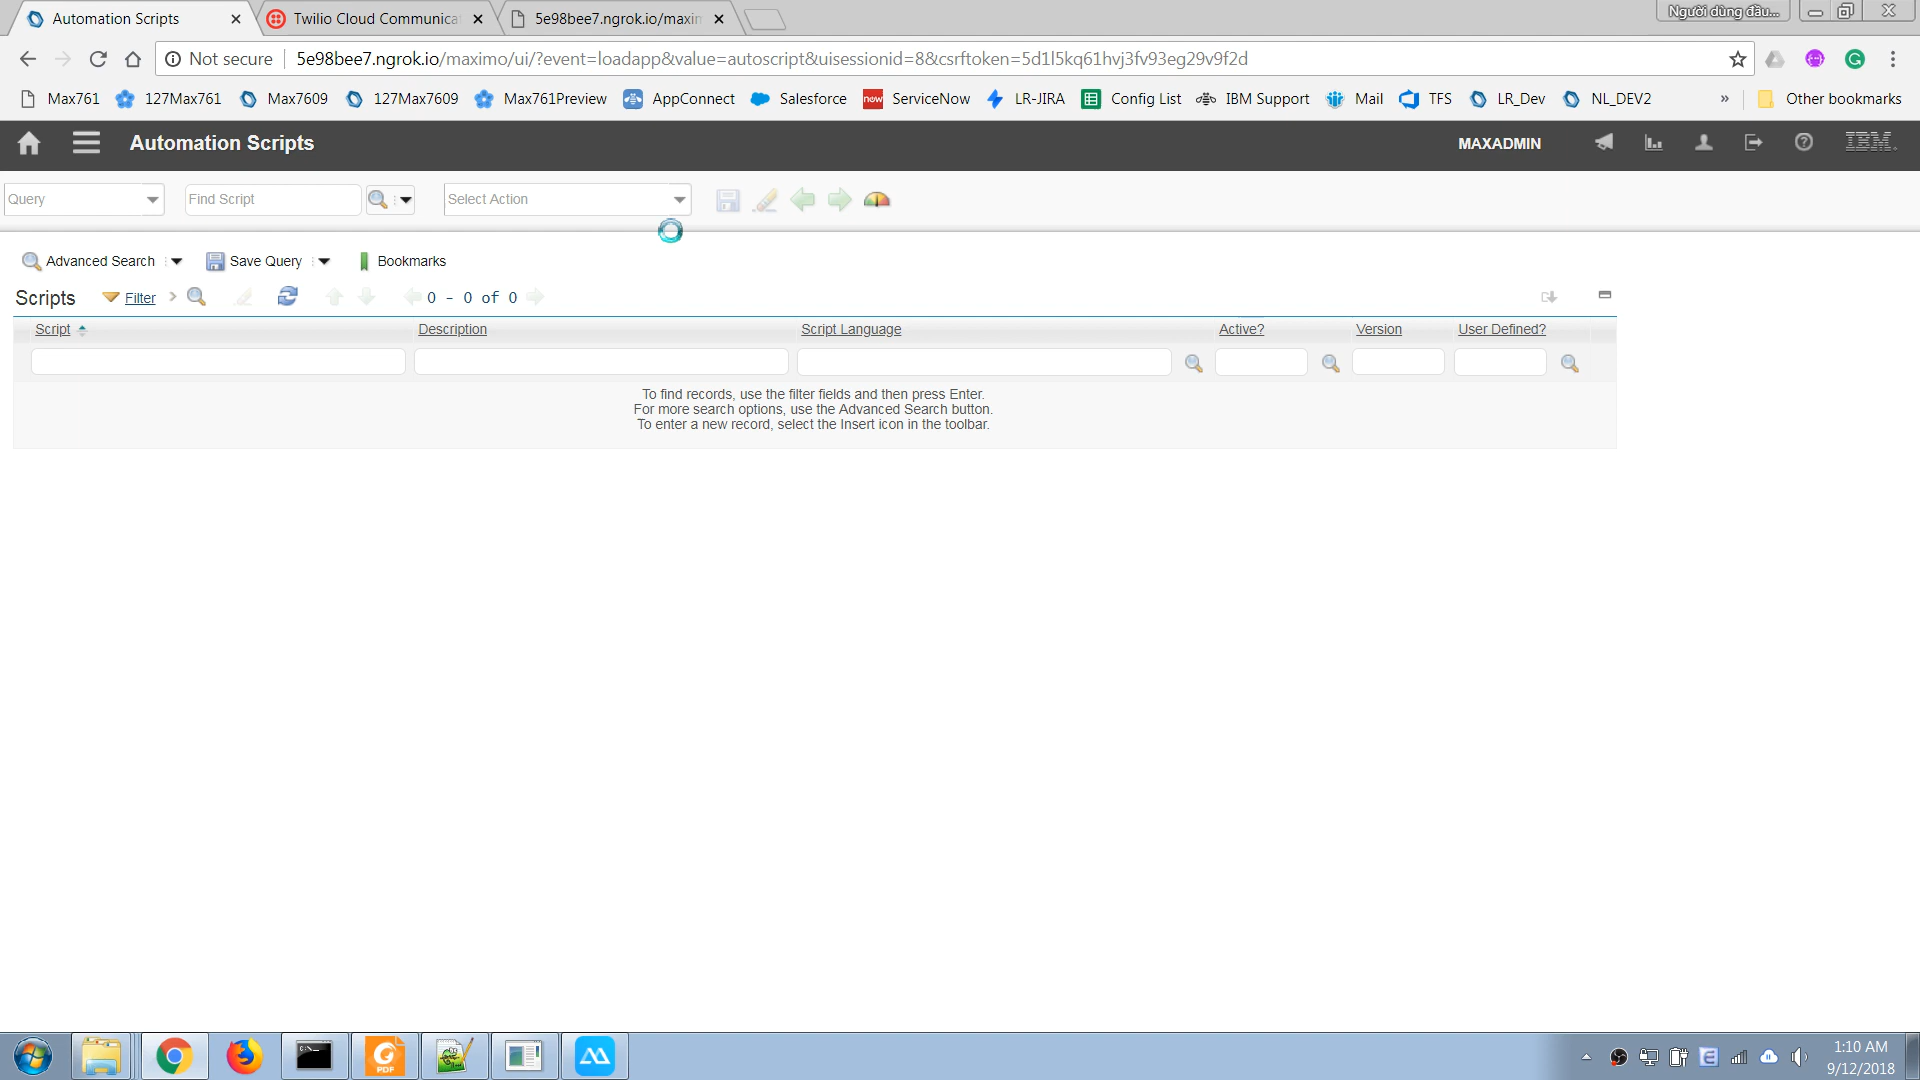 Automation Scripts
Twilio Cloud Communica
5e98bee7.ngrok.io/maxin
Người dùng đầu...
Not secure
5e98bee7.ngrok.io/maximo/ui/?event=loadapp&value=autoscript&uisessionid=8&csrftoken=5d1l5kq61hvj3fv93eg29v9f2d
Max761 127Max761 Max7609 127Max7609 Max761Preview AppConnect Salesforce now ServiceNow LR-JIRA Config List IBM Support Mail TFS LR_Dev NL_DEV2 » Other bookmarks
Automation Scripts MAXADMIN IBM
Query Find Script Select Action
Advanced Search Save Query Bookmarks
Scripts Filter 0 - 0 of 0
Script Description Script Language Active? Version User Defined?
To find records, use the filter fields and then press Enter.
For more search options, use the Advanced Search button.
To enter a new record, select the Insert icon in the toolbar.
PDF
1:10 AM
9/12/2018